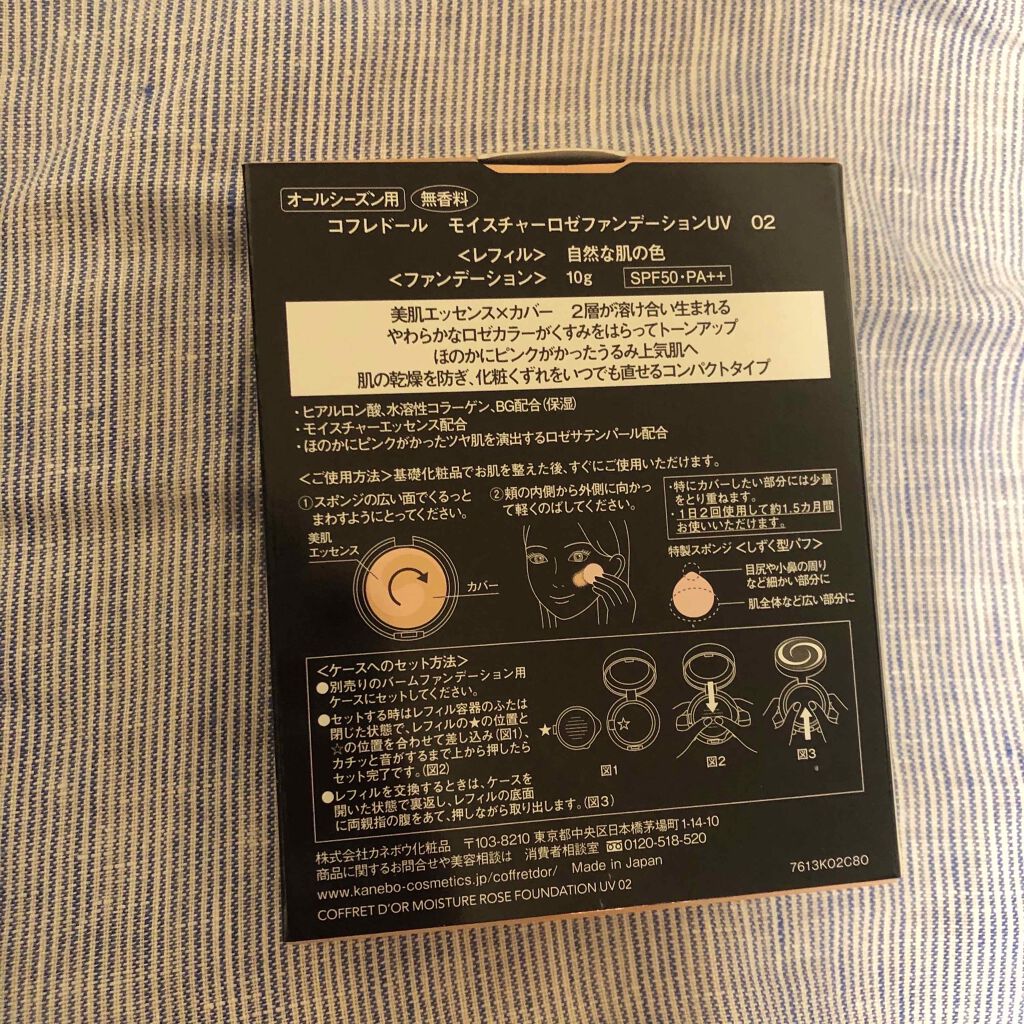 オールシーズン用 無香料
コフレドール モイスチャーロゼファンデーションUV 02
＜レフィル＞ 自然な肌の色
＜ファンデーション＞ 10g SPF50・PA++
美肌エッセンス×カバー 2層が溶け合い生まれる
やわらかなロゼカラーがくすみをはらってトーンアップ
ほのかにピンクがかったうるみ上気肌へ
肌の乾燥を防ぎ、化粧くずれをいつでも直せるコンパクトタイプ
・ヒアルロン酸、水溶性コラーゲン、BG配合（保湿）
・モイスチャーエッセンス配合
・ほのかにピンクがかったツヤ肌を演出するロゼサテンパール配合
＜ご使用方法＞基礎化粧品でお肌を整えた後、すぐにご使用いただけます。
①スポンジの広い面でくるっと
まわすようにとってください。
美肌
エッセンス
カバー
②頬の内側から外側に向かっ
て軽くのばしてください。
・特にカバーしたい部分には少量
をとり重ねます。
・1日2回使用して約1.5カ月間
お使いいただけます。
特製スポンジ＜しずく型パフ＞
目尻や小鼻の周り
など細かい部分に
肌全体など広い部分に
＜ケースへのセット方法＞
●別売りのバームファンデーション用
ケースにセットしてください。
●セットする時はレフィル容器のふたは
閉じた状態で、レフィルの★の位置と
☆の位置を合わせて差し込み（図1）、
カチッと音がするまで上から押したら
セット完了です。（図2）
●レフィルを交換するときは、ケースを
開いた状態で裏返し、レフィルの底面
に両親指の腹をあて、押しながら取り出します。（図3）
★
☆
図1
図2
図3
株式会社カネボウ化粧品 〒103-8210 東京都中央区日本橋茅場町1-14-10
商品に関するお問合せや美容相談は 消費者相談室 0120-518-520
www.kanebo-cosmetics.jp/coffretdor/ Made in Japan
7613K02C80
COFFRET D'OR MOISTURE ROSE FOUNDATION UV 02